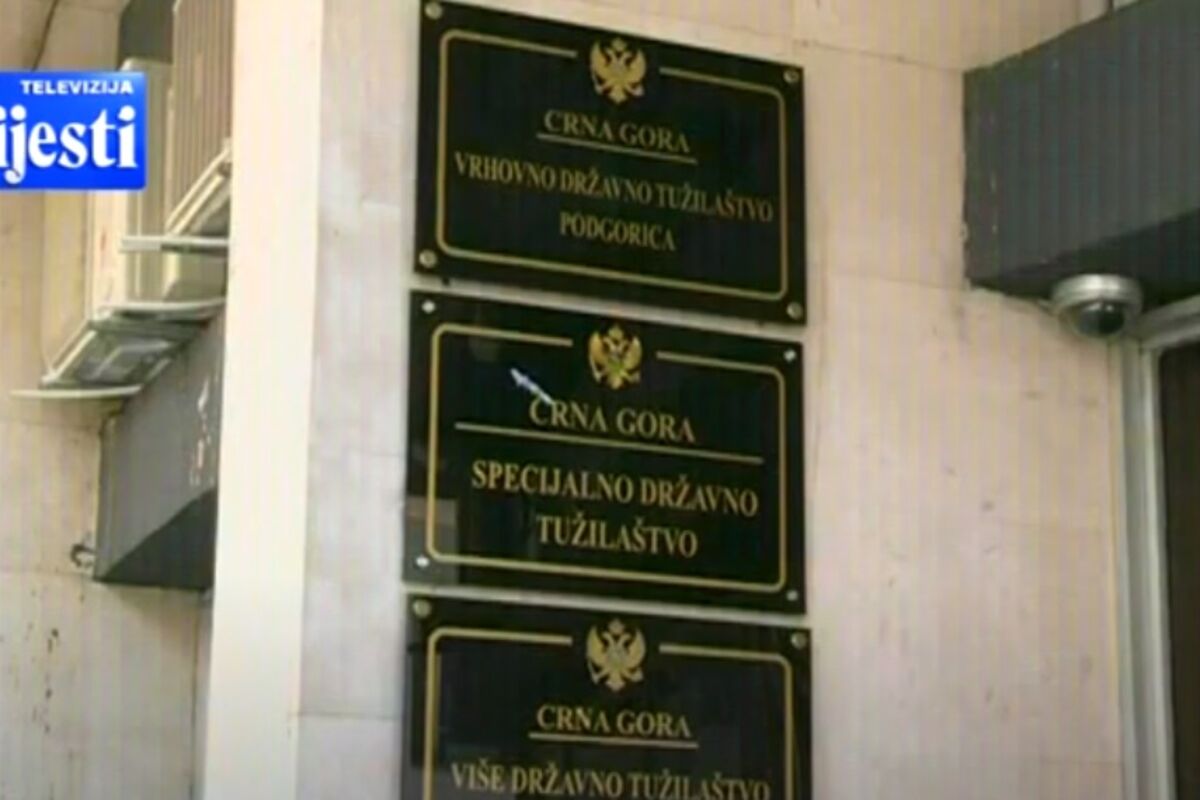 TELEVIZIJA
ijesti
CRNA GORA
VRHOVNO DRŽAVNO TUŽILAŠTVO
PODGORICA
CRNA GORA
SPECIJALNO DRŽAVNO
TUŽILAŠTVO
CRNA GORA
VIŠE DRŽAVNO TUŽILAŠTVO